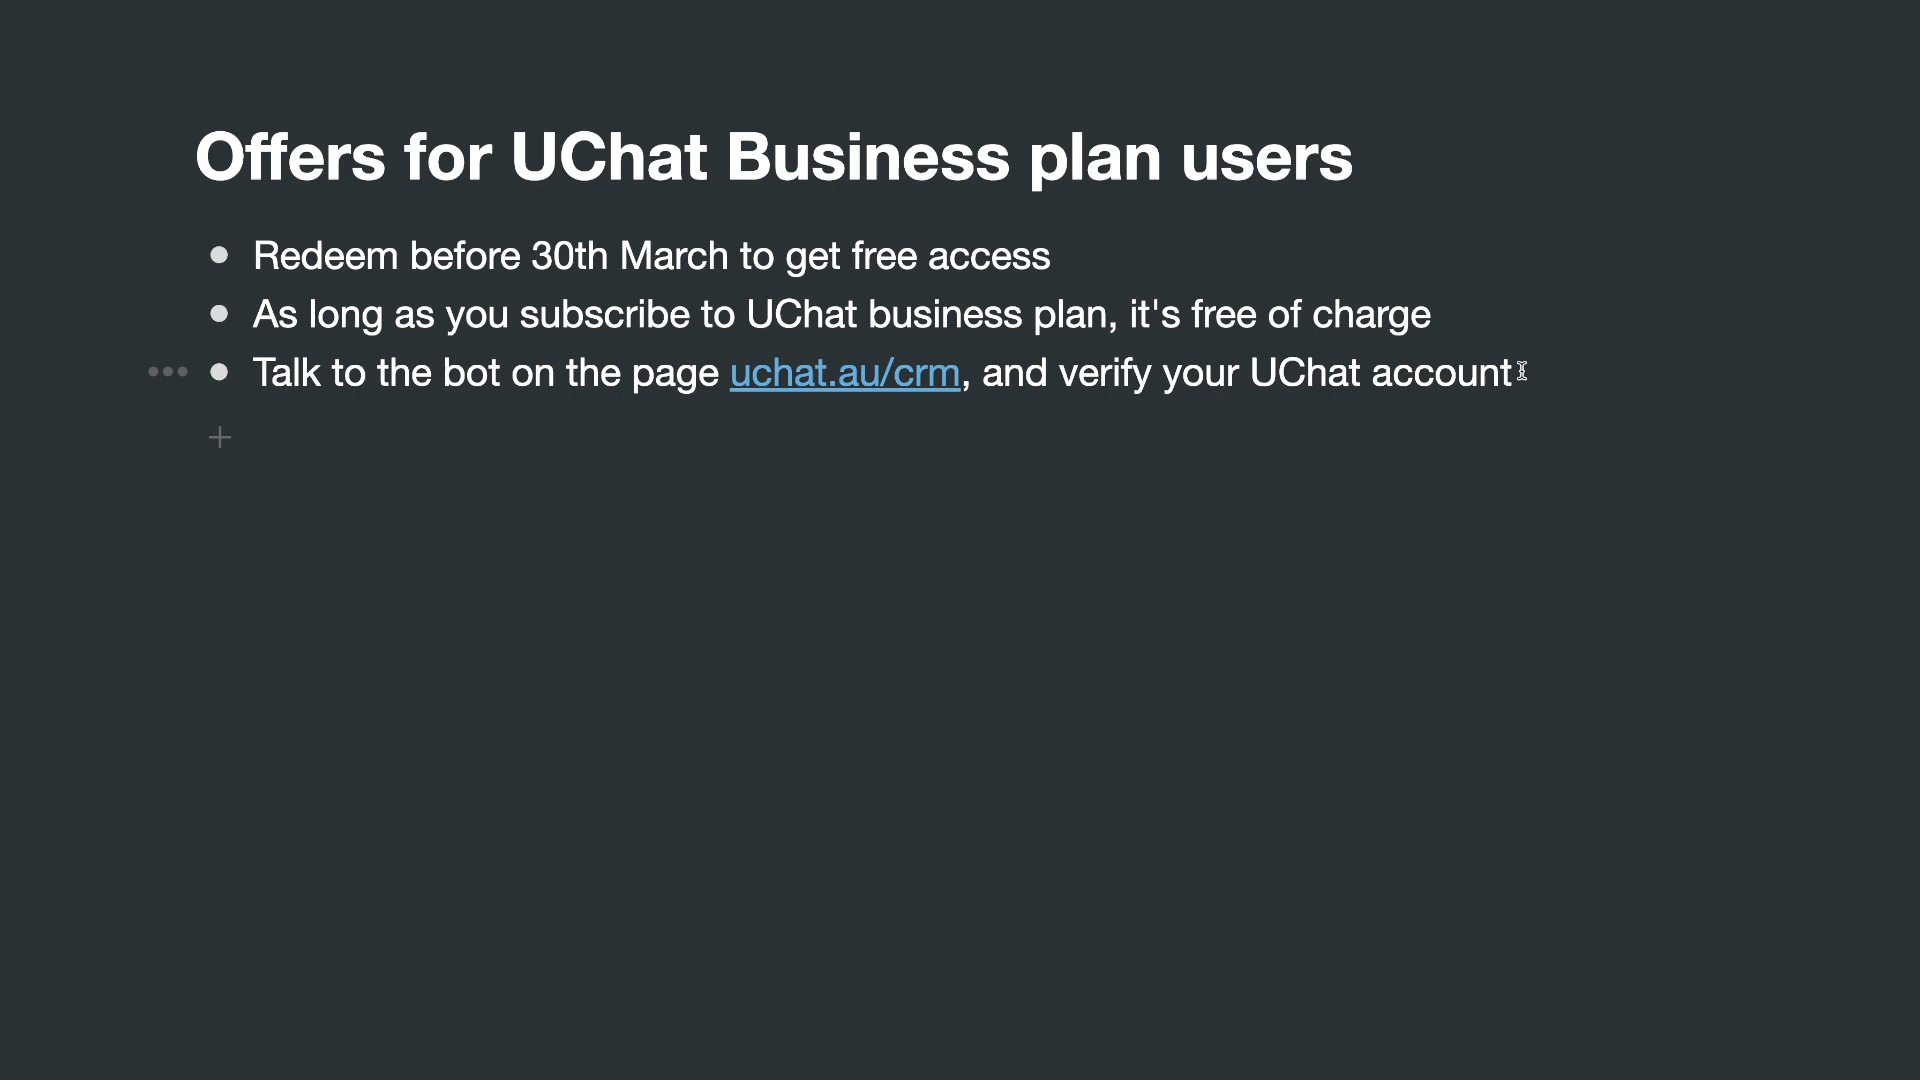 Offers for UChat Business plan users
Redeem before 30th March to get free access
As long as you subscribe to UChat business plan, it's free of charge
Talk to the bot on the page uchat.au/crm, and verify your UChat account